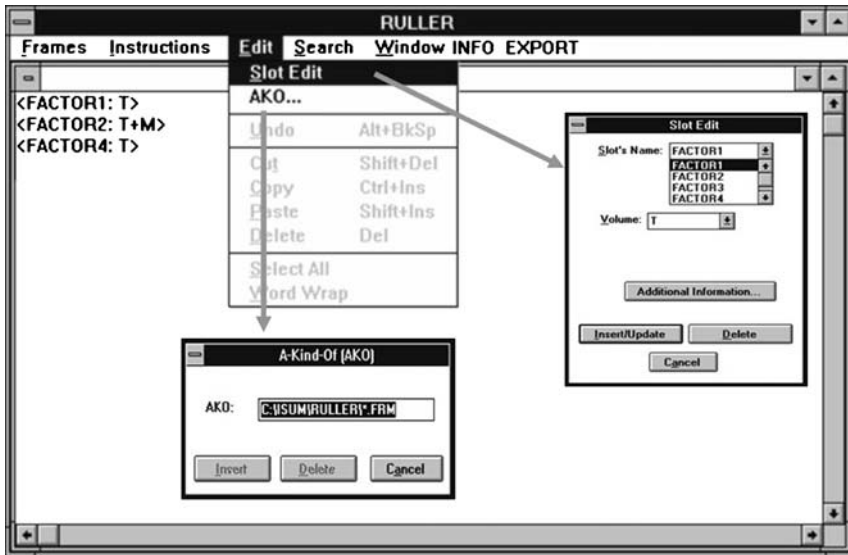 RULLER
Frames Instructions Edit Search Window INFO EXPORT
Slot Edit
AKO...
Undo Alt+BkSp
Cut Shift+Del
Copy Ctrl+Ins
Paste Shift+Ins
Delete Del
Select All
Word Wrap
<FACTOR1: T>
<FACTOR2: T+M>
<FACTOR4: T>
Slot Edit
Slot's Name: FACTOR1
FACTOR1
FACTOR2
FACTOR3
FACTOR4
Volume: T
Additional Information...
Insert/Update Delete
Cancel
A-Kind-Of (AKO)
AKO: C:\ISUM\RULLER\*.FRM
Insert Delete Cancel